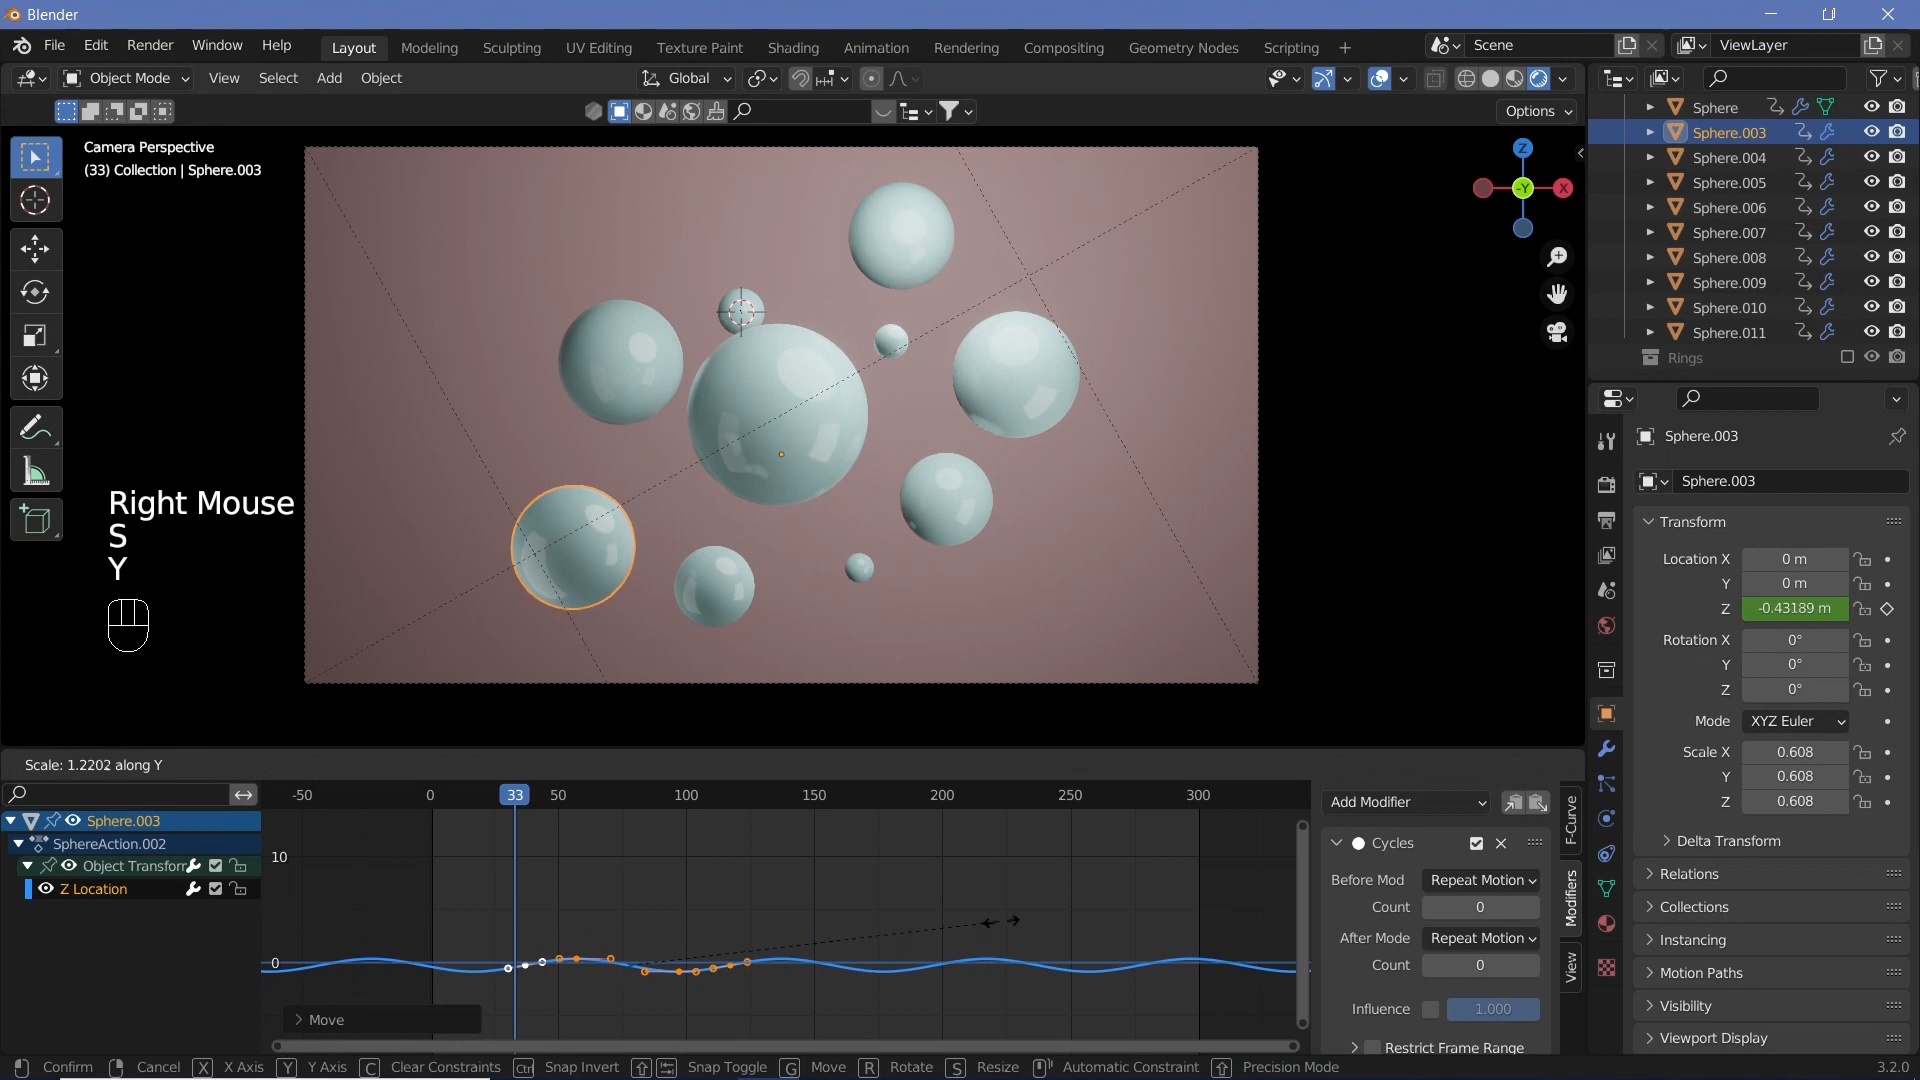 Blender
File Edit Render Window Help
Layout Modeling Sculpting UV Editing Texture Paint Shading Animation Rendering Compositing Geometry Nodes Scripting +
Scene
ViewLayer
Object Mode View Select Add Object
Global
Options
Camera Perspective
(33) Collection | Sphere.003
Z
-Y
X
Sphere
Sphere.003
Sphere.004
Sphere.005
Sphere.006
Sphere.007
Sphere.008
Sphere.009
Sphere.010
Sphere.011
Rings
Right Mouse
S
Y
Sphere.003
Sphere.003
Transform
Location X 0 m
Y 0 m
Z -0.43189 m
Rotation X 0°
Y 0°
Z 0°
Mode XYZ Euler
Scale X 0.608
Y 0.608
Z 0.608
Delta Transform
Relations
Collections
Instancing
Motion Paths
Visibility
Viewport Display
Scale: 1.2202 along Y
-50 0 33 50 100 150 200 250 300
Sphere.003
SphereAction.002
Object Transforr
Z Location
10
0
Move
Add Modifier
Cycles
Before Mod Repeat Motion
Count 0
After Mode Repeat Motion
Count 0
Influence 1.000
Restrict Frame Range
F-Curve
Modifiers
View
Confirm Cancel X X Axis Y Y Axis C Clear Constraints Ctrl Snap Invert Snap Toggle G Move R Rotate S Resize Automatic Constraint Precision Mode
3.2.0